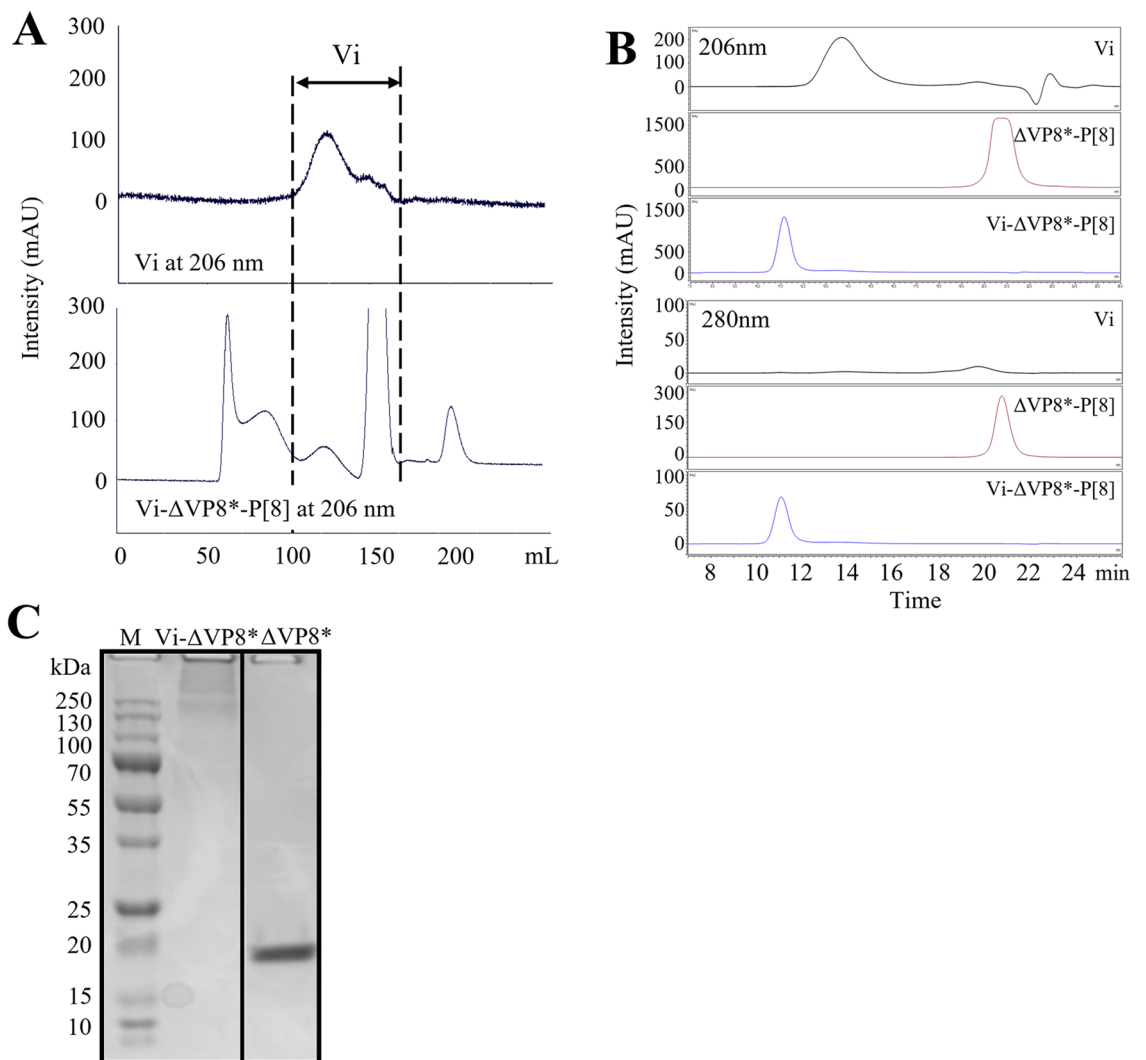 A
Intensity (mAU)
300
200
100
0
Vi
Vi at 206 nm
300
200
100
0
Vi-ΔVP8*-P[8] at 206 nm
0 50 100 150 200 mL
B
Intensity (mAU)
206nm Vi
200
100
0
ΔVP8*-P[8]
1500
500
0
Vi-ΔVP8*-P[8]
1500
500
0
280nm Vi
100
50
0
ΔVP8*-P[8]
300
150
0
Vi-ΔVP8*-P[8]
100
50
0
8 10 12 14 16 18 20 22 24 min
Time
C
M Vi-ΔVP8* ΔVP8*
kDa
250
130
100
70
55
35
25
20
15
10